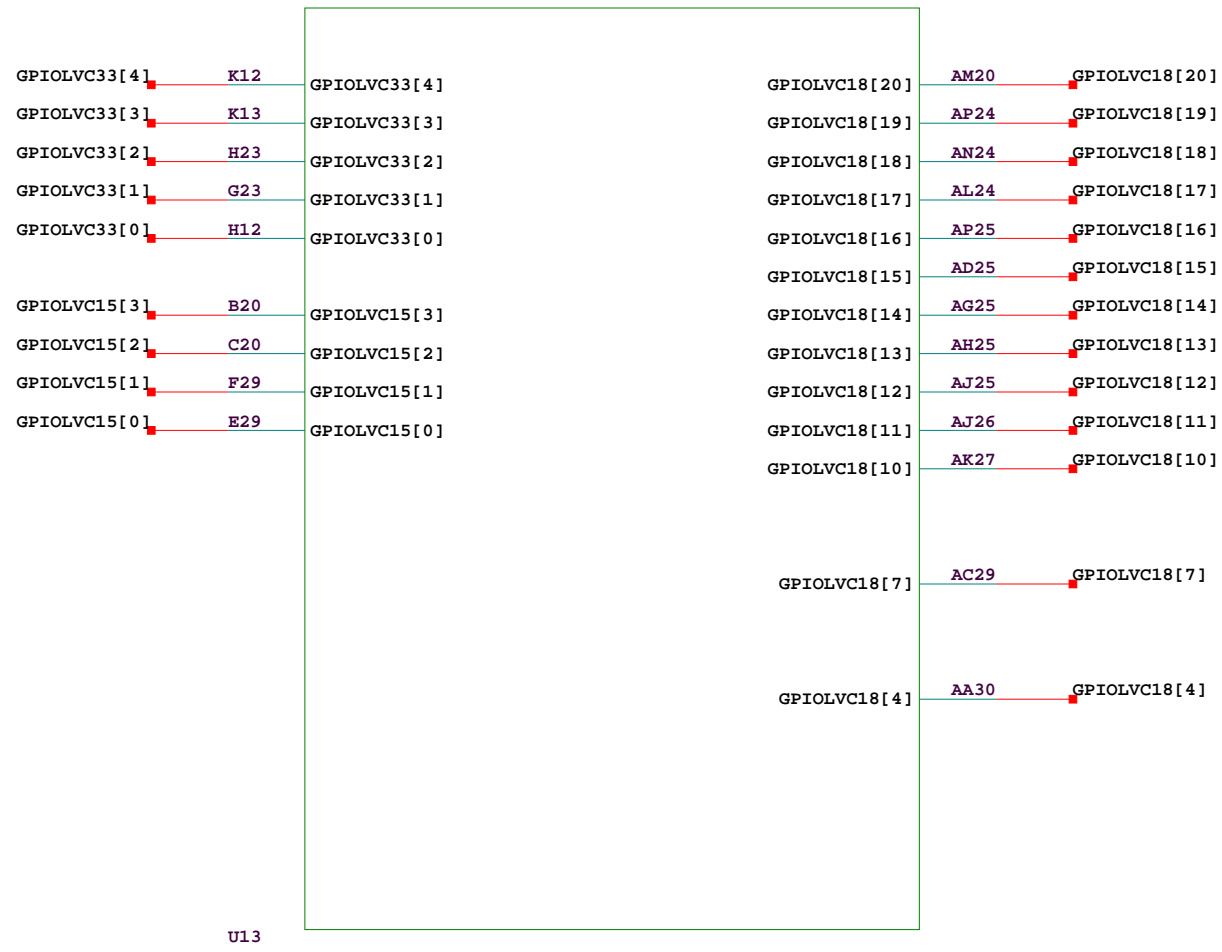 GPIOLVC33[4] K12 GPIOLVC33[4] GPIOLVC18[20] AM20 GPIOLVC18[20]
GPIOLVC33[3] K13 GPIOLVC33[3] GPIOLVC18[19] AP24 GPIOLVC18[19]
GPIOLVC33[2] H23 GPIOLVC33[2] GPIOLVC18[18] AN24 GPIOLVC18[18]
GPIOLVC33[1] G23 GPIOLVC33[1] GPIOLVC18[17] AL24 GPIOLVC18[17]
GPIOLVC33[0] H12 GPIOLVC33[0] GPIOLVC18[16] AP25 GPIOLVC18[16]
GPIOLVC18[15] AD25 GPIOLVC18[15]
GPIOLVC15[3] B20 GPIOLVC15[3] GPIOLVC18[14] AG25 GPIOLVC18[14]
GPIOLVC15[2] C20 GPIOLVC15[2] GPIOLVC18[13] AH25 GPIOLVC18[13]
GPIOLVC15[1] F29 GPIOLVC15[1] GPIOLVC18[12] AJ25 GPIOLVC18[12]
GPIOLVC15[0] E29 GPIOLVC15[0] GPIOLVC18[11] AJ26 GPIOLVC18[11]
GPIOLVC18[10] AK27 GPIOLVC18[10]
GPIOLVC18[7] AC29 GPIOLVC18[7]
GPIOLVC18[4] AA30 GPIOLVC18[4]
U13